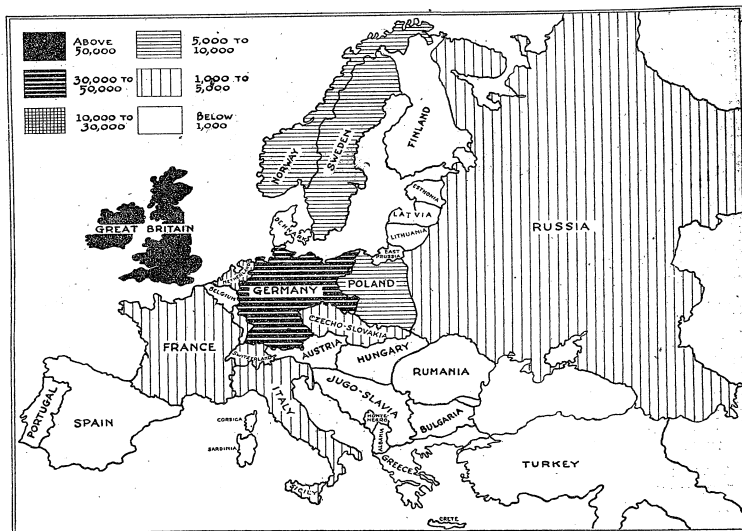 ABOVE
50,000
5,000 TO
10,000
30,000 TO
50,000
1,000 TO
5,000
10,000 TO
30,000
BELOW
1,000
NORWAY
SWEDEN
FINLAND
ESTHONIA
LATVIA
LITHUANIA
EAST
PRUSSIA
RUSSIA
GREAT BRITAIN
DENMARK
BELGIUM
GERMANY
POLAND
CZECHO-SLOVAKIA
FRANCE
SWITZERLAND
AUSTRIA
HUNGARY
RUMANIA
ITALY
JUGO-SLAVIA
PORTUGAL
SPAIN
CORSICA
SARDINIA
MONTE-
NEGRO
ALBANIA
BULGARIA
GREECE
TURKEY
SICILY
CRETE